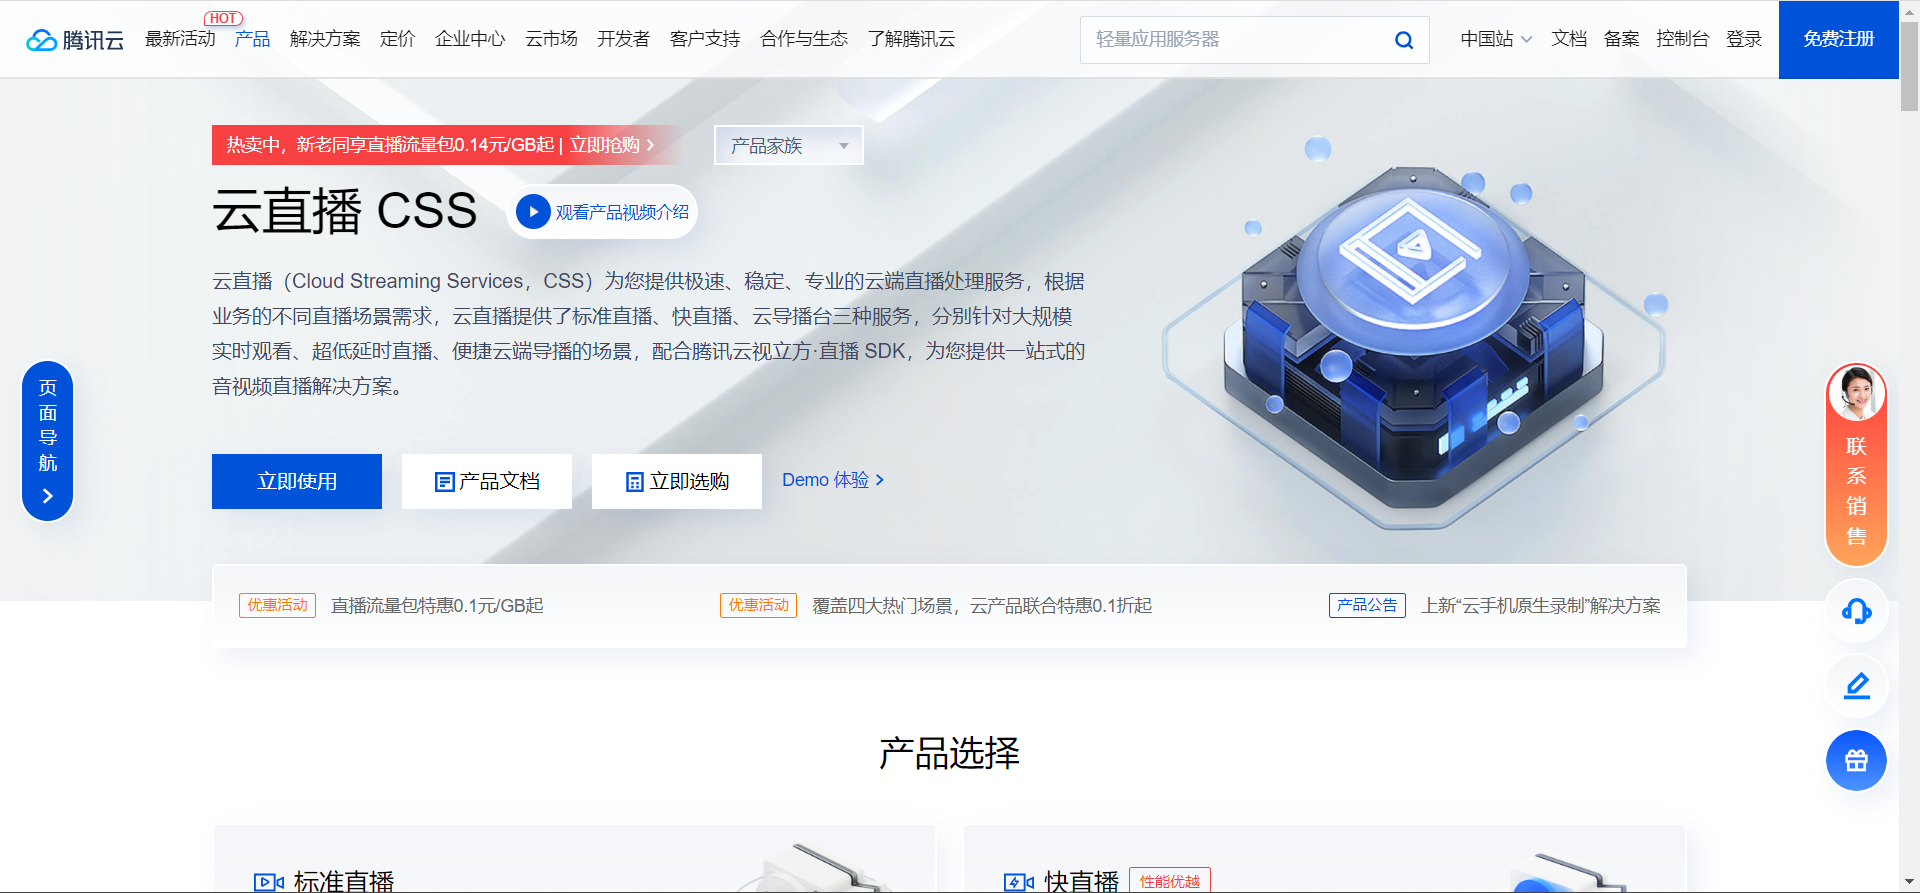 腾讯云
最新活动
HOT
产品
解决方案
定价
企业中心
云市场
开发者
客户支持
合作与生态
了解腾讯云
轻量应用服务器
中国站
文档
备案
控制台
登录
免费注册
热卖中，新老同享直播流量包0.14元/GB起 | 立即抢购
产品家族
云直播 CSS
观看产品视频介绍
云直播（Cloud Streaming Services，CSS）为您提供极速、稳定、专业的云端直播处理服务，根据
业务的不同直播场景需求，云直播提供了标准直播、快直播、云导播台三种服务，分别针对大规模
实时观看、超低延时直播、便捷云端导播的场景，配合腾讯云视立方·直播 SDK，为您提供一站式的
音视频直播解决方案。
立即使用
产品文档
立即选购
Demo 体验
页面导航
联系销售
优惠活动 直播流量包特惠0.1元/GB起
优惠活动 覆盖四大热门场景，云产品联合特惠0.1折起
产品公告 上新“云手机原生录制”解决方案
产品选择
标准直播
快直播 性能优越